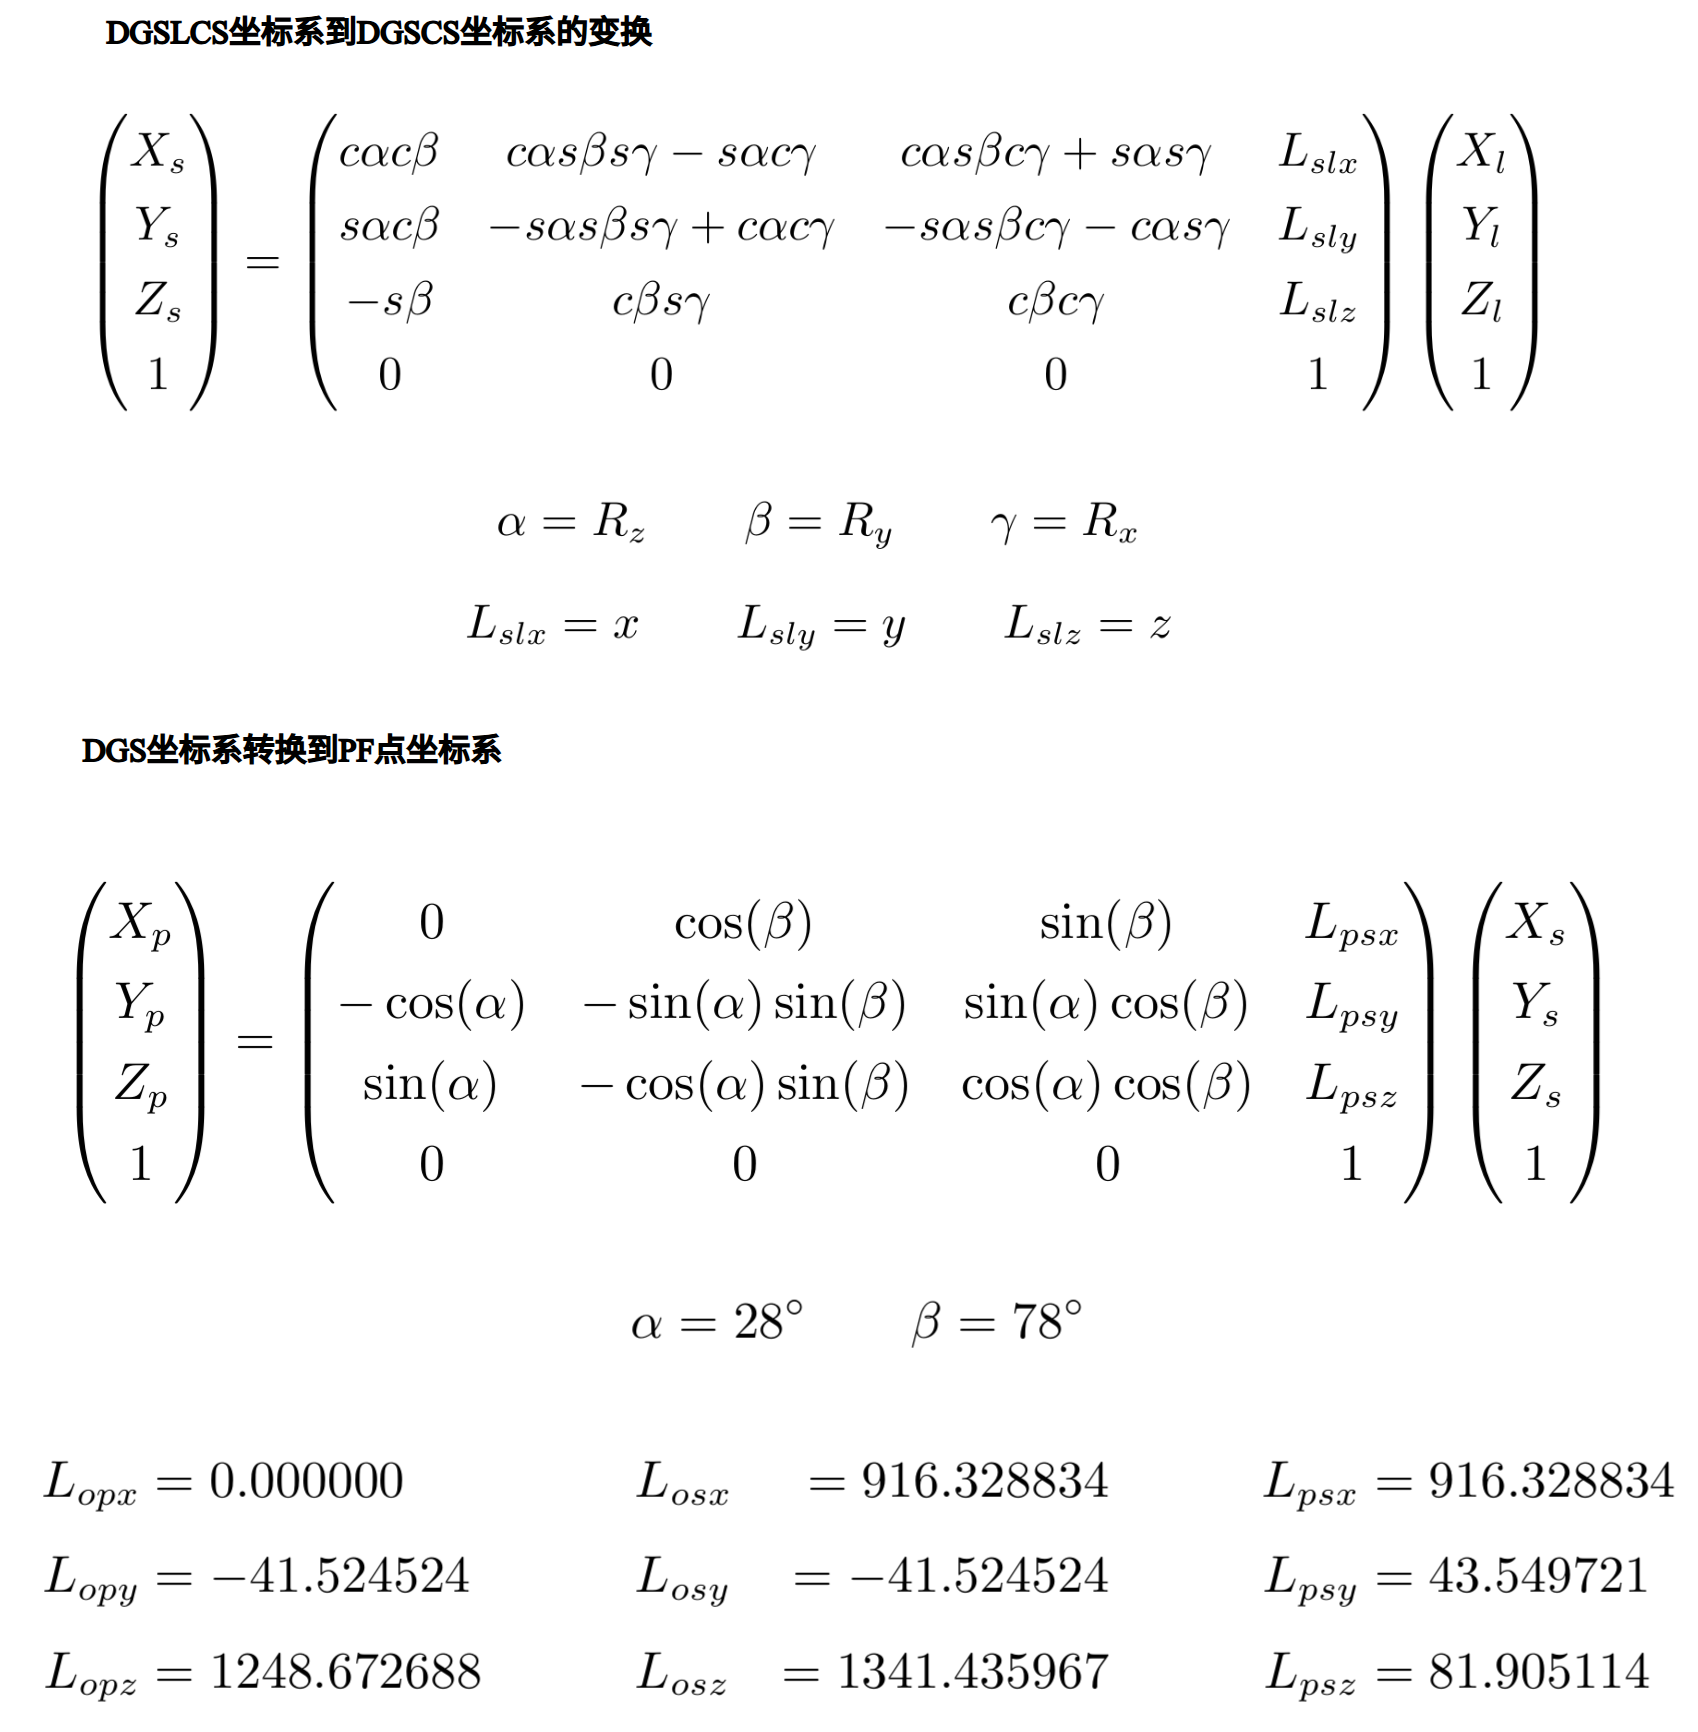 DGSLCS坐标系到DGSCS坐标系的变换
X_s cαcβ cαsβsγ − sαcγ cαsβcγ + sαsγ L_slx X_l
Y_s sαcβ −sαsβsγ + cαcγ −sαsβcγ − cαsγ L_sly Y_l
=
Z_s −sβ cβsγ cβcγ L_slz Z_l
1 0 0 0 1 1
α = R_z β = R_y γ = R_x
L_slx = x L_sly = y L_slz = z
DGS坐标系转换到PF点坐标系
X_p 0 cos(β) sin(β) L_psx X_s
Y_p − cos(α) − sin(α) sin(β) sin(α) cos(β) L_psy Y_s
=
Z_p sin(α) − cos(α) sin(β) cos(α) cos(β) L_psz Z_s
1 0 0 0 1 1
α = 28° β = 78°
L_opx = 0.000000 L_osx = 916.328834 L_psx = 916.328834
L_opy = −41.524524 L_osy = −41.524524 L_psy = 43.549721
L_opz = 1248.672688 L_osz = 1341.435967 L_psz = 81.905114